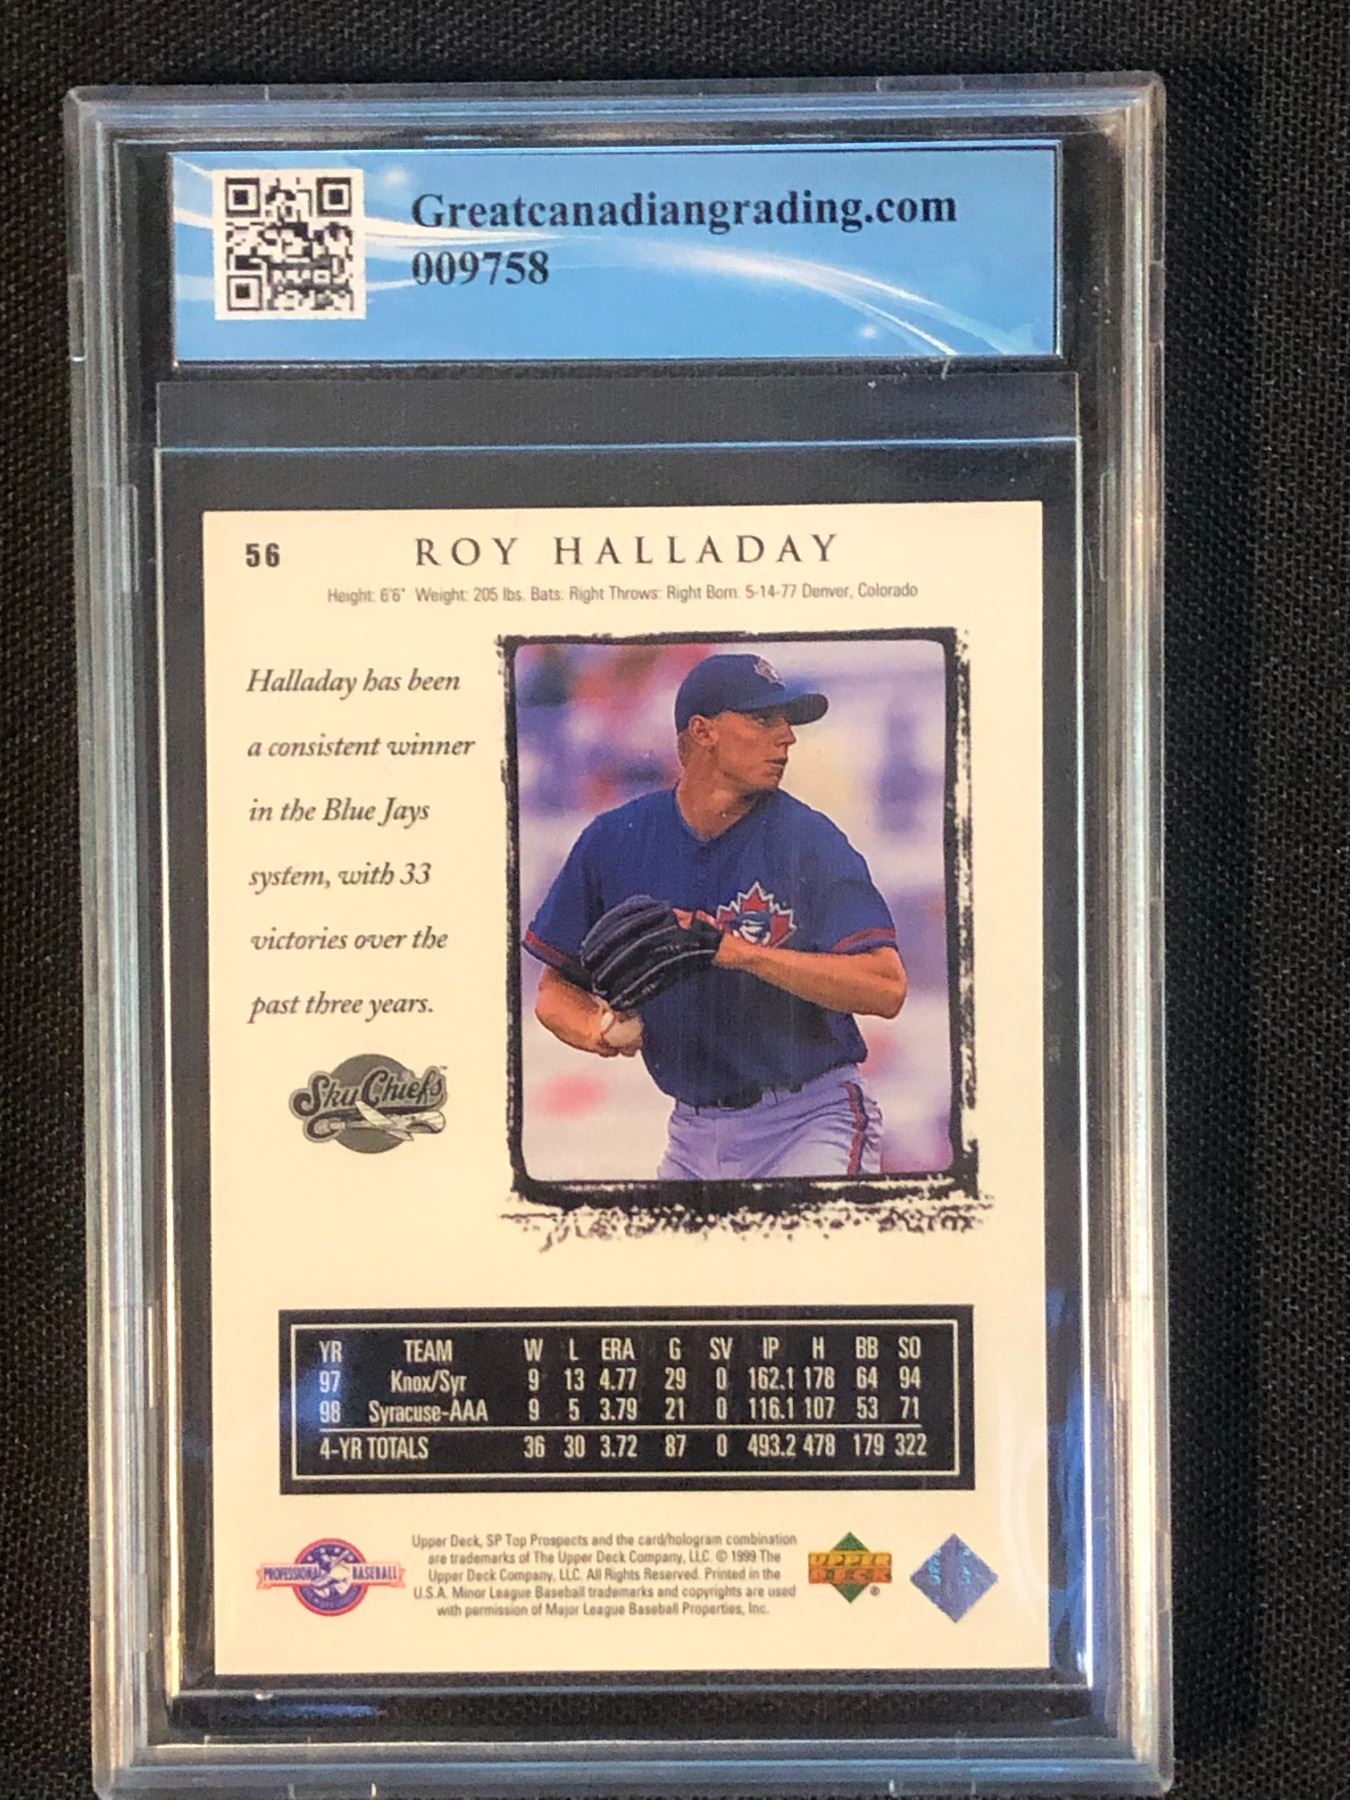 Greatcanadiangrading.com
009758
56
ROY HALLADAY
Height: 6'6" Weight: 205 lbs. Bats: Right Throws: Right Born: 5-14-77 Denver, Colorado
Halladay has been
a consistent winner
in the Blue Jays
system, with 33
victories over the
past three years.
SkyChiefs™
YR TEAM W L ERA G SV IP H BB SO
97 Knox/Syr 9 13 4.77 29 0 162.1 178 64 94
98 Syracuse-AAA 9 5 3.79 21 0 116.1 107 53 71
4-YR TOTALS 36 30 3.72 87 0 493.2 478 179 322
PROFESSIONAL BASEBALL
Upper Deck, SP Top Prospects and the card/hologram combination
are trademarks of The Upper Deck Company, LLC. © 1999 The
Upper Deck Company, LLC. All Rights Reserved. Printed in the
U.S.A. Minor League Baseball trademarks and copyrights are used
with permission of Major League Baseball Properties, Inc.
UPPER
DECK®